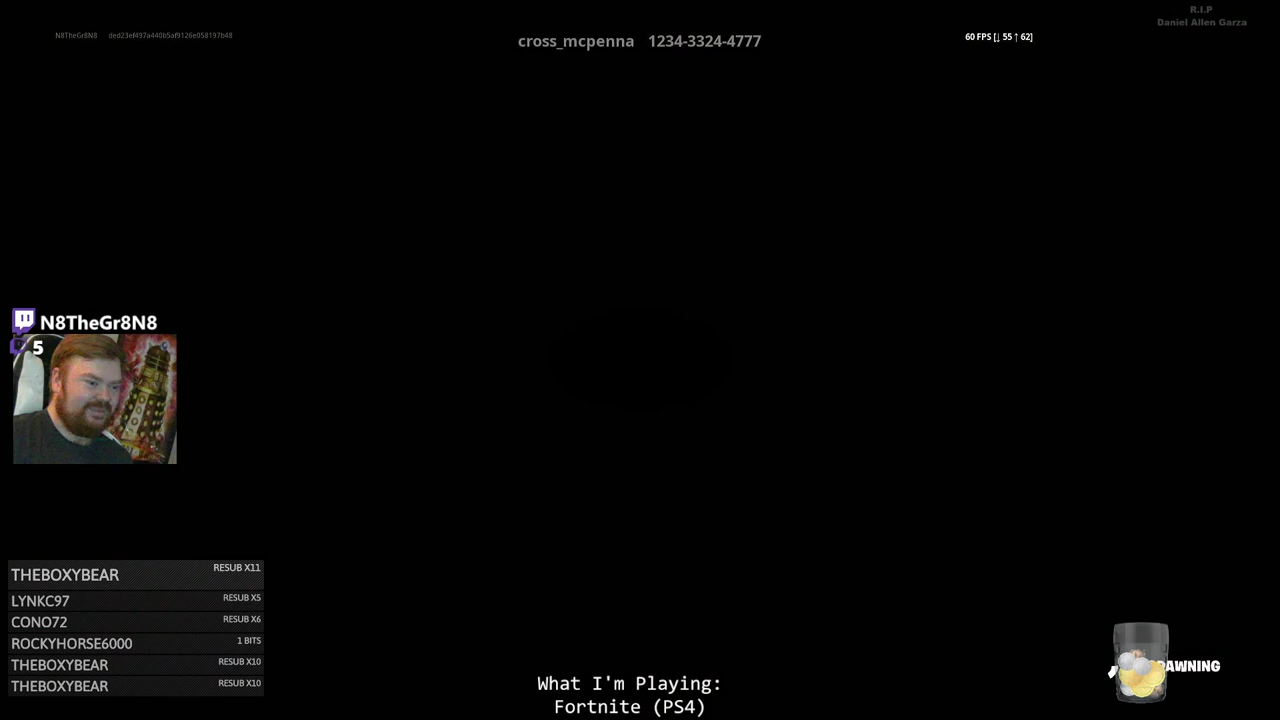 R.I.P
Daniel Allen Garza
N8TheGr8N8 ded23ef497a440b5af9126e058197b48
cross_mcpenna 1234-3324-4777
60 FPS [↓ 55 ↑ 62]
N8TheGr8N8
5
THEBOXYBEAR RESUB X11
LYNKC97 RESUB X5
CONO72 RESUB X6
ROCKYHORSE6000 1 BITS
THEBOXYBEAR RESUB X10
THEBOXYBEAR RESUB X10
AWNING
What I'm Playing:
Fortnite (PS4)